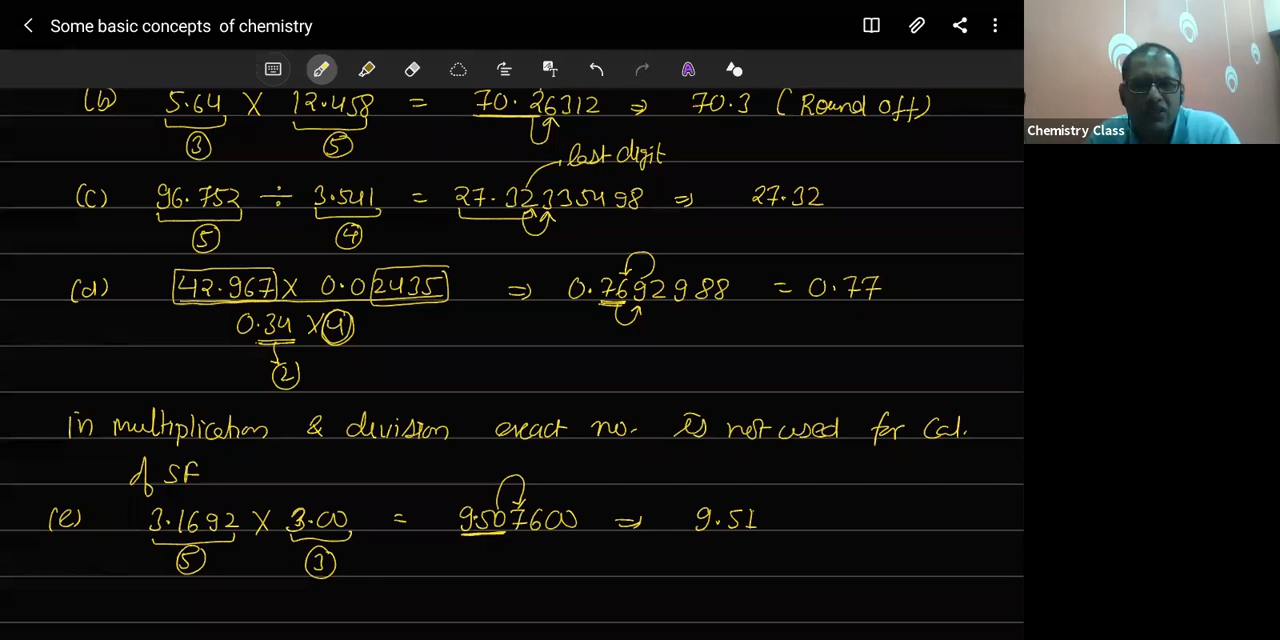 Some basic concepts of chemistry
Chemistry Class
(b) 5.64 × 12.458 = 70.26312 ⇒ 70.3 (Round off)
③ ⑤
last digit
(c) 96.752 ÷ 3.541 = 27.32335498 ⇒ 27.32
⑤ ④
(d) 42.967 × 0.02435 ⇒ 0.7692988 = 0.77
0.34 × 4
②
in multiplication & division exact no. is not used for Cal.
of SF
(e) 3.1692 × 3.00 = 9.507600 ⇒ 9.51
⑤ ③